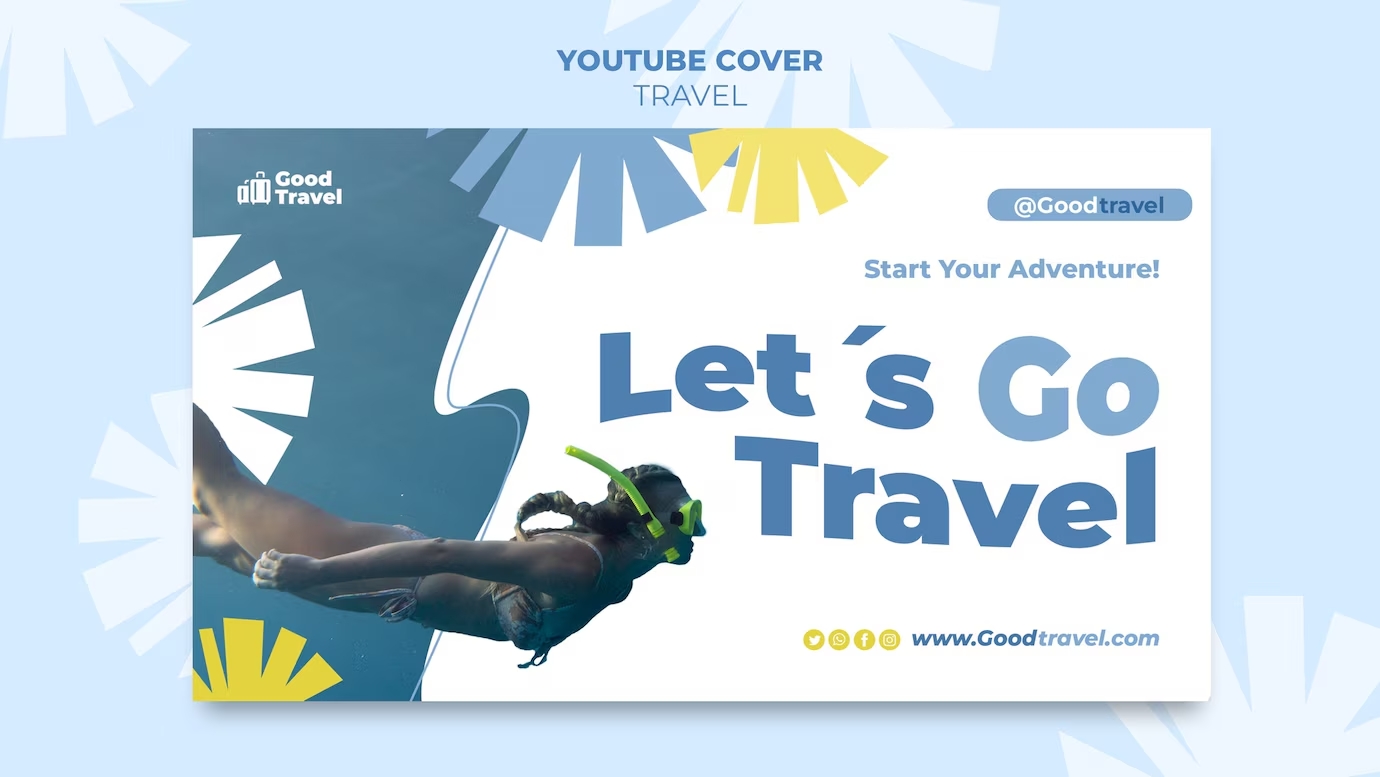 YOUTUBE COVER
TRAVEL
Good
Travel
@Goodtravel
Start Your Adventure!
Let´s Go
Travel
www.Goodtravel.com